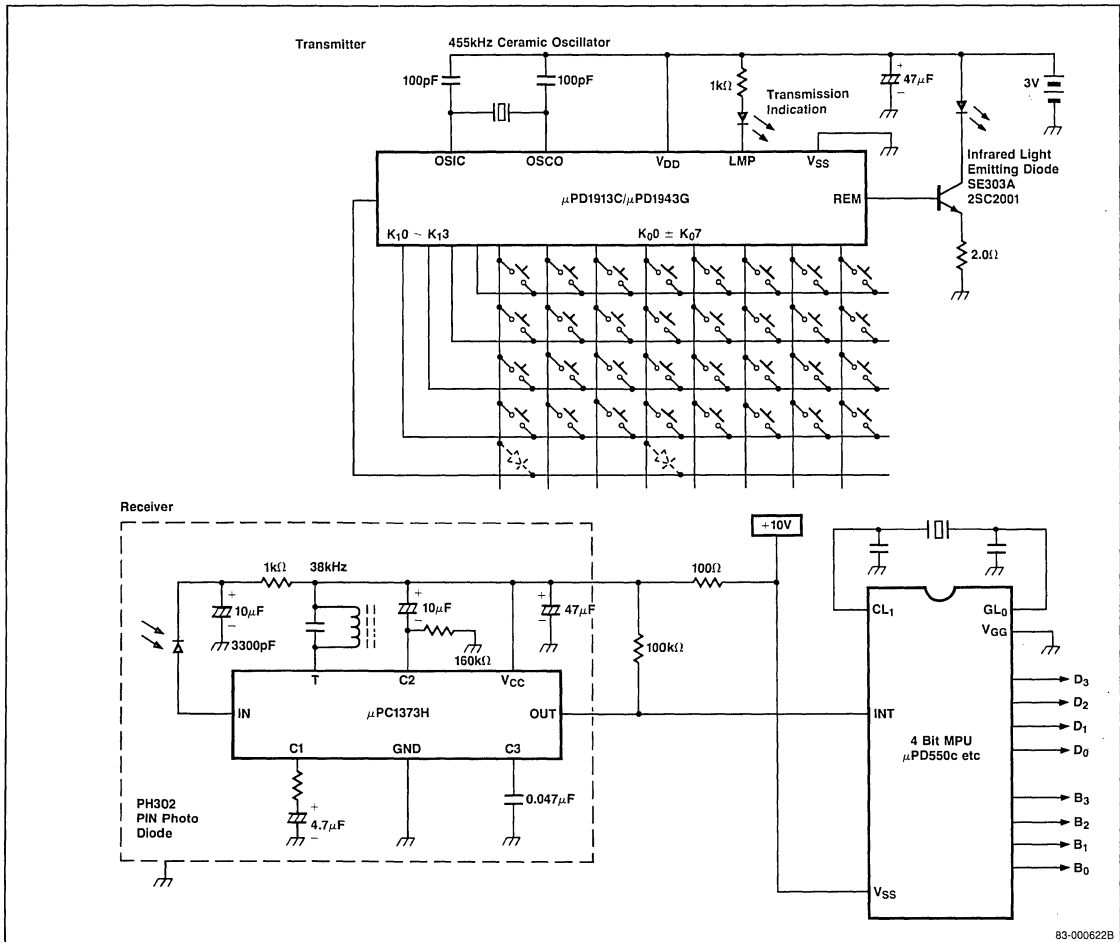 Transmitter
455kHz Ceramic Oscillator
100pF
100pF
1kΩ
Transmission
Indication
+
47μF
−
3V
OSIC
OSCO
VDD
LMP
VSS
μPD1913C/μPD1943G
REM
Infrared Light
Emitting Diode
SE303A
2SC2001
2.0Ω
K10 ~ K13
K00 ± K07
Receiver
1kΩ
38kHz
+
10μF
−
3300pF
+
10μF
−
160kΩ
+
47μF
−
100kΩ
100Ω
+10V
T
C2
VCC
IN
μPC1373H
OUT
C1
GND
C3
+
4.7μF
−
0.047μF
PH302
PIN Photo
Diode
CL1
GL0
VGG
INT
4 Bit MPU
μPD550c etc
D3
D2
D1
D0
B3
B2
B1
B0
VSS
83-000622B